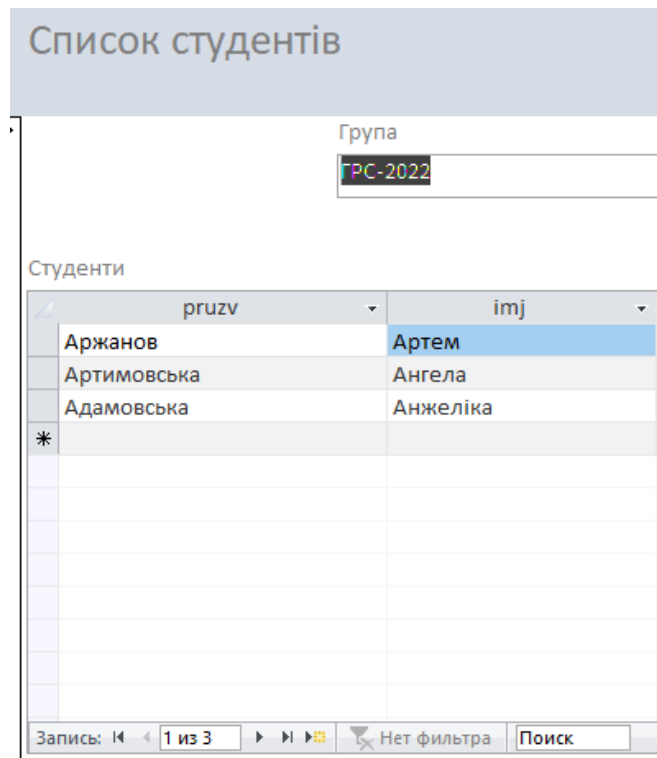 Список студентів
Група
ГРС-2022
Студенти
pruzv imj
Аржанов Артем
Артимовська Ангела
Адамовська Анжеліка
Запись: 1 из 3 Нет фильтра Поиск